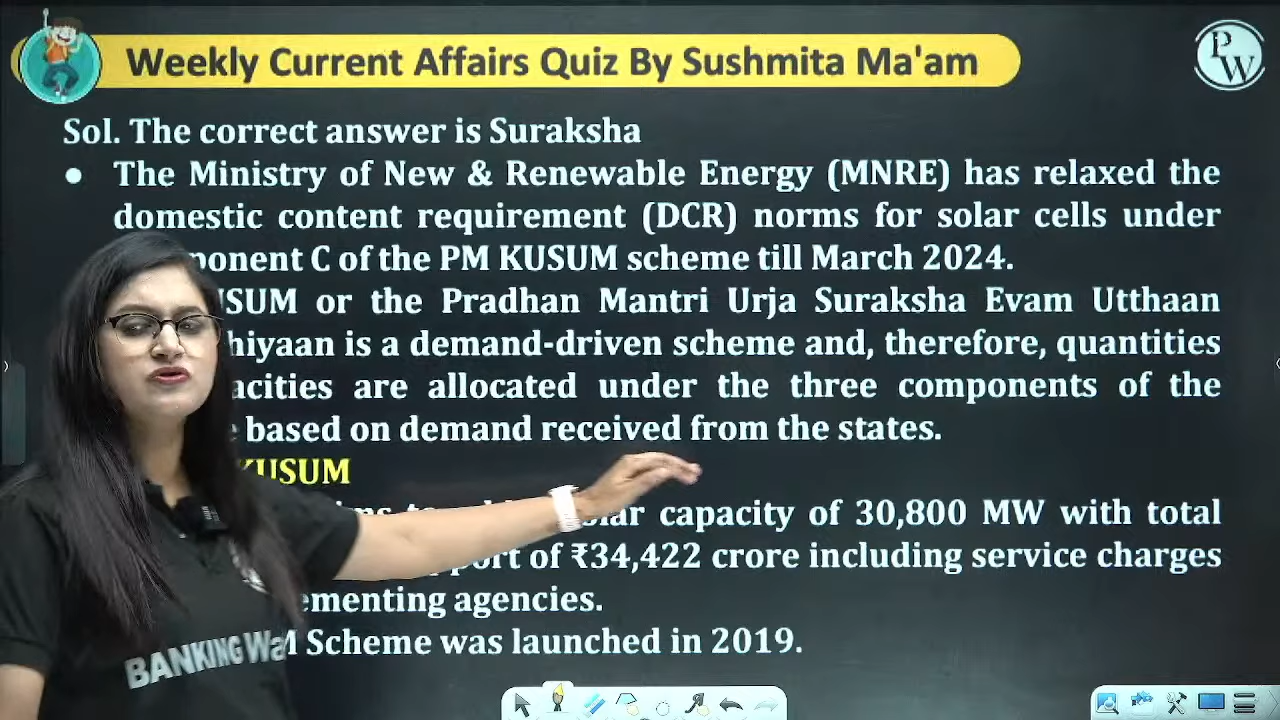 Weekly Current Affairs Quiz By Sushmita Ma'am
PW
Sol. The correct answer is Suraksha
● The Ministry of New & Renewable Energy (MNRE) has relaxed the
domestic content requirement (DCR) norms for solar cells under
ponent C of the PM KUSUM scheme till March 2024.
USUM or the Pradhan Mantri Urja Suraksha Evam Utthaan
hiyaan is a demand-driven scheme and, therefore, quantities
acities are allocated under the three components of the
based on demand received from the states.
KUSUM
lar capacity of 30,800 MW with total
port of ₹34,422 crore including service charges
ementing agencies.
M Scheme was launched in 2019.
BANKING Wa